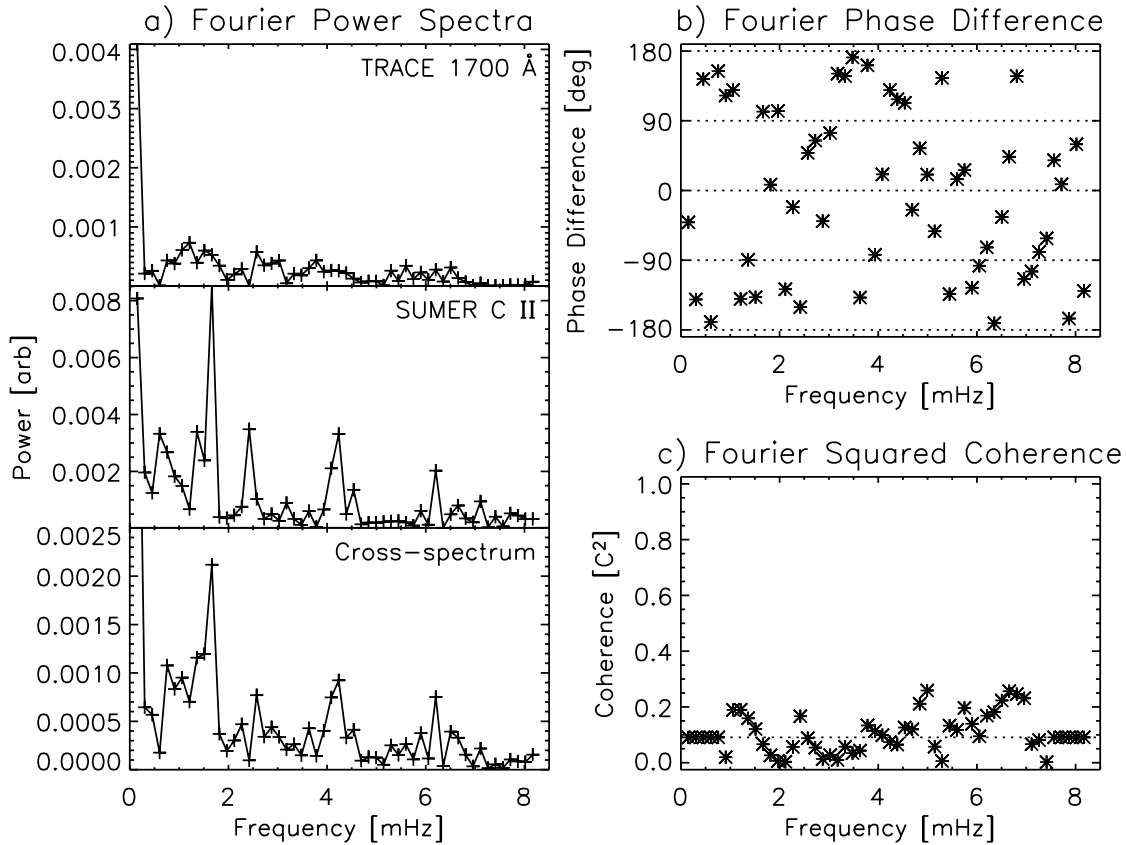 a) Fourier Power Spectra
TRACE 1700 Å
0.004
0.003
0.002
0.001
SUMER C II
0.008
0.006
0.004
0.002
Power [arb]
Cross-spectrum
0.0025
0.0020
0.0015
0.0010
0.0005
0.0000
0 2 4 6 8
Frequency [mHz]
b) Fourier Phase Difference
Phase Difference [deg]
180
90
0
-90
-180
0 2 4 6 8
Frequency [mHz]
c) Fourier Squared Coherence
Coherence [C²]
1.0
0.8
0.6
0.4
0.2
0.0
0 2 4 6 8
Frequency [mHz]